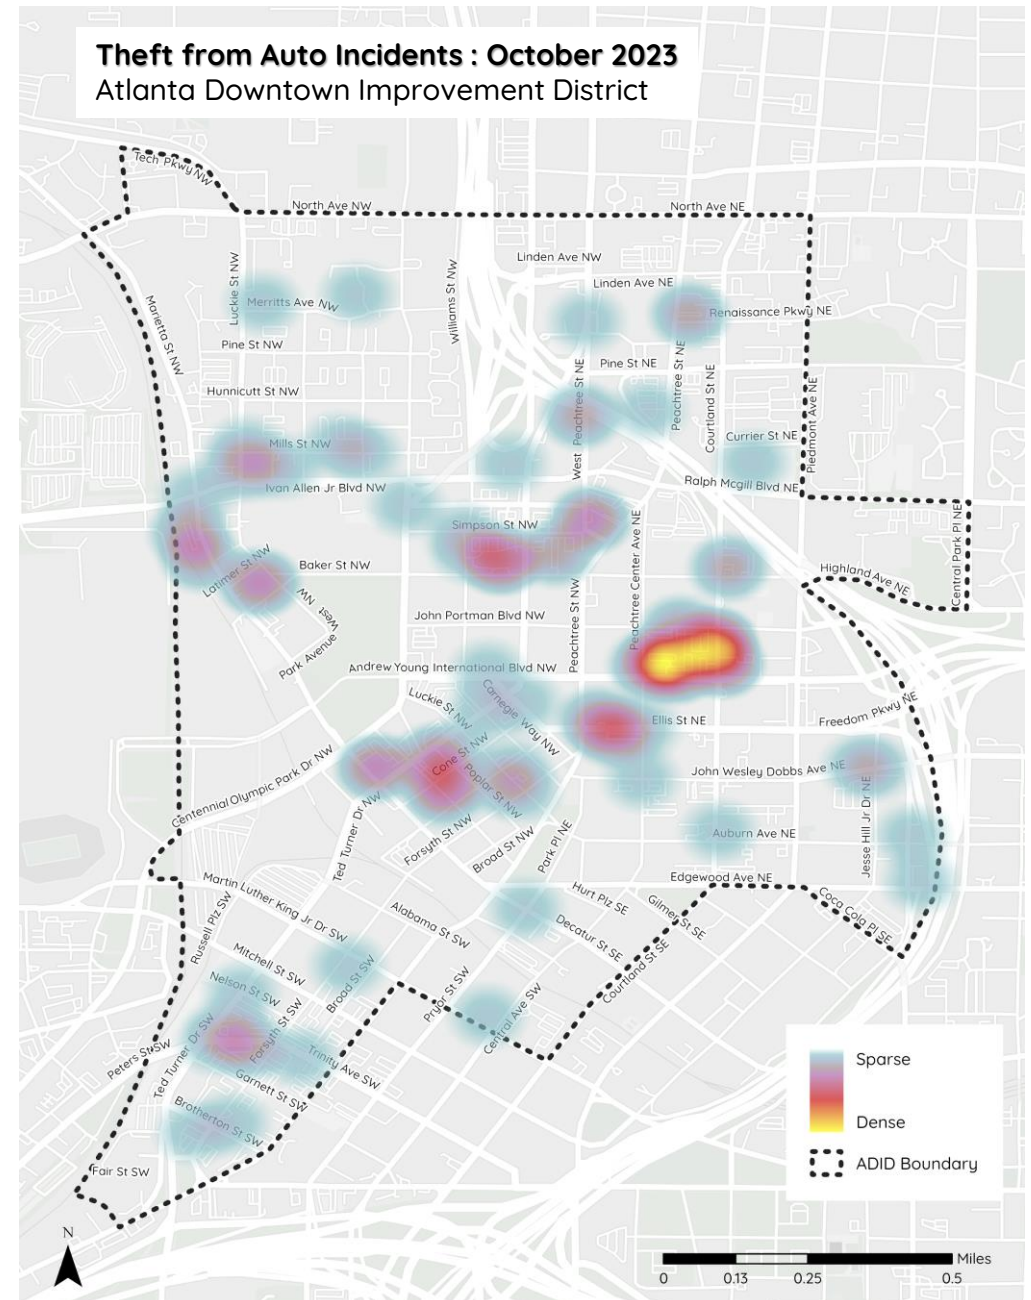 Theft from Auto Incidents : October 2023
Atlanta Downtown Improvement District
Tech Pkwy NW
North Ave NW
North Ave NE
Linden Ave NW
Luckie St NW
Williams St NW
Linden Ave NE
Merritts Ave NW
Renaissance Pkwy NE
Marietta St NW
Pine St NW
Pine St NE
Peachtree St NE
Hunnicutt St NW
West Peachtree St NE
Courtland St NE
Piedmont Ave NE
Mills St NW
Currier St NE
Ivan Allen Jr Blvd NW
Ralph Mcgill Blvd NE
Simpson St NW
Peachtree Center Ave NE
Central Park Pl NE
Latimer St NW
Baker St NW
Highland Ave NE
West Peachtree St NW
John Portman Blvd NW
Park Avenue West NW
Andrew Young International Blvd NW
Luckie St NW
Carnegie Way NW
Ellis St NE
Freedom Pkwy NE
Cone St NW
Centennial Olympic Park Dr NW
Poplar St NW
John Wesley Dobbs Ave NE
Ted Turner Dr NW
Forsyth St NW
Broad St NW
Park Pl NE
Auburn Ave NE
Jesse Hill Jr Dr NE
Edgewood Ave NE
Martin Luther King Jr Dr SW
Russell Plz SW
Alabama St SW
Hurt Plz SE
Gilmer St SE
Coca Cola Pl SE
Decatur St SE
Mitchell St SW
Broad St SW
Courtland St SE
Nelson St SW
Pryor St SW
Central Ave SW
Peters St SW
Ted Turner Dr SW
Forsyth St SW
Trinity Ave SW
Garnett St SW
Brotherton St SW
Fair St SW
Sparse
Dense
ADID Boundary
N
Miles
0
0.13
0.25
0.5